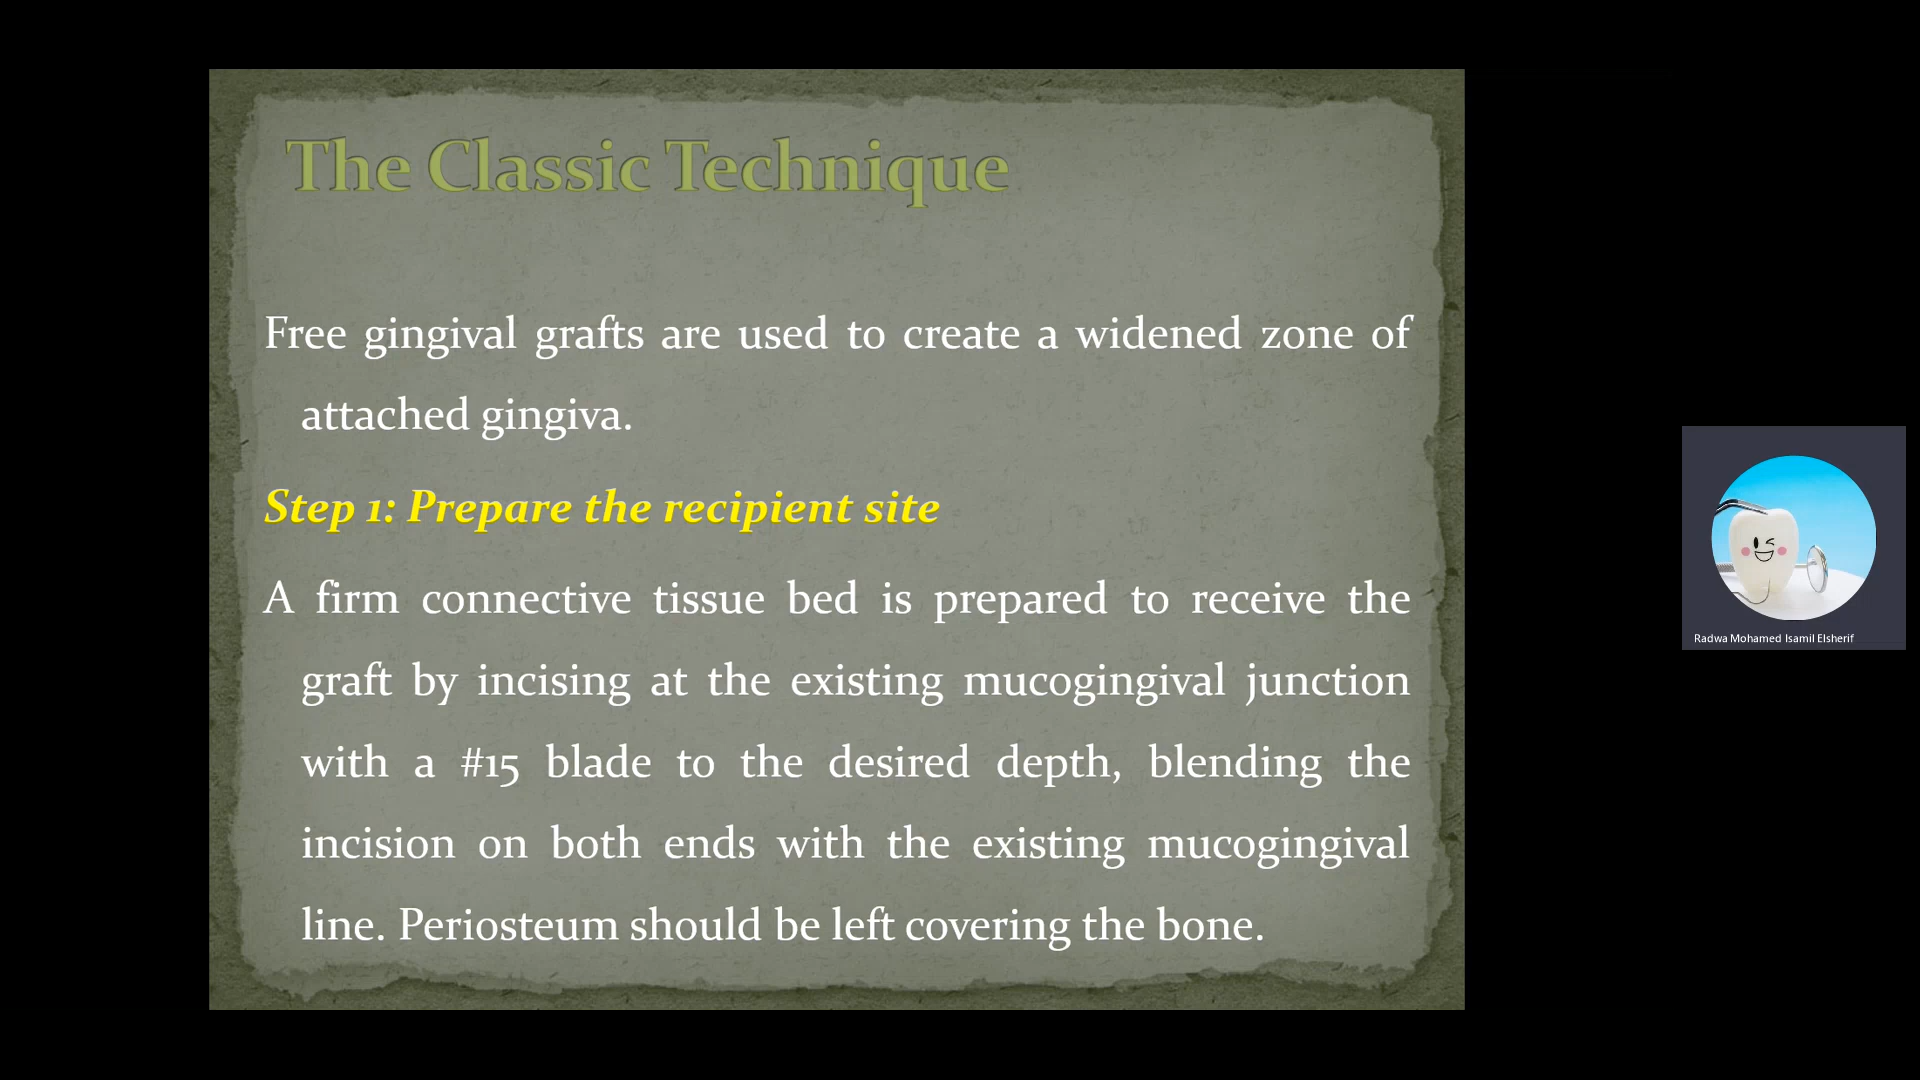 The Classic Technique
Free gingival grafts are used to create a widened zone of
attached gingiva.
Step 1: Prepare the recipient site
A firm connective tissue bed is prepared to receive the
graft by incising at the existing mucogingival junction
with a #15 blade to the desired depth, blending the
incision on both ends with the existing mucogingival
line. Periosteum should be left covering the bone.
Radwa Mohamed Isamil Elsherif